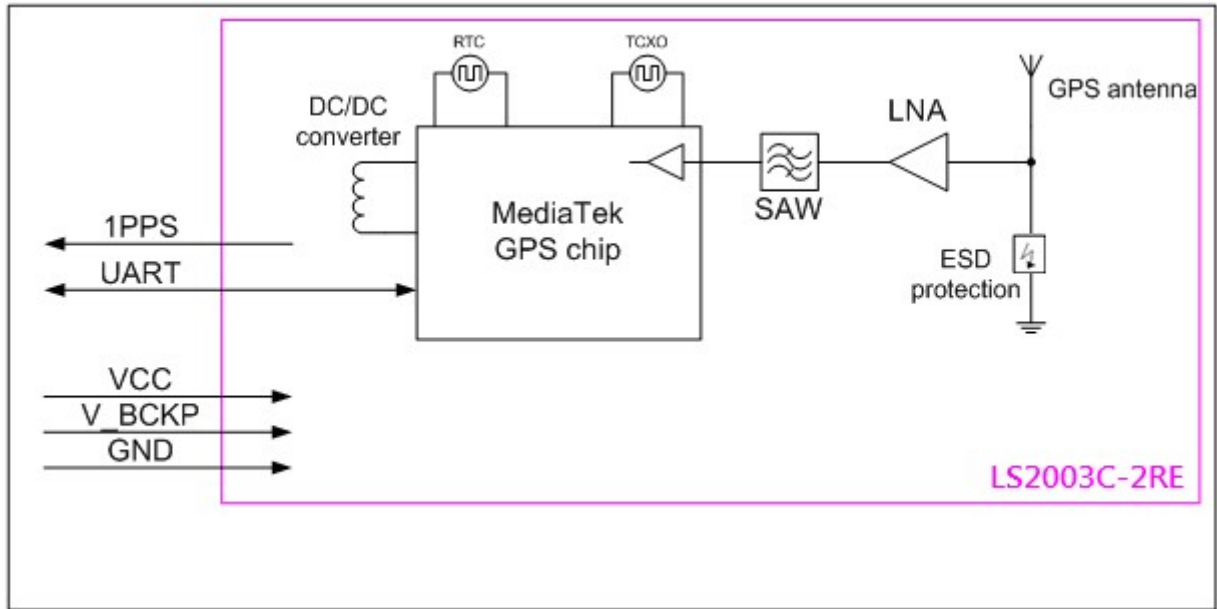 RTC
TCXO
DC/DC
converter
GPS antenna
LNA
SAW
MediaTek
GPS chip
1PPS
UART
ESD
protection
VCC
V_BCKP
GND
LS2003C-2RE